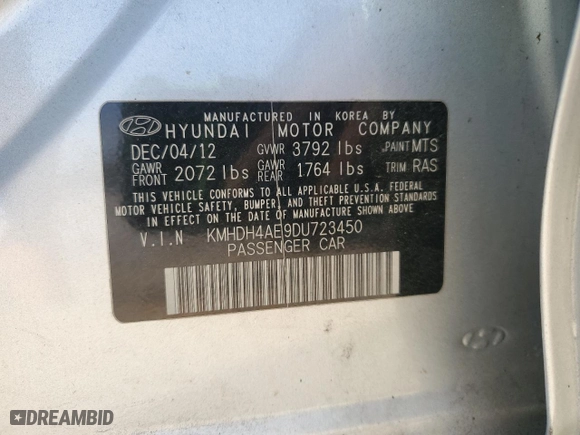 MANUFACTURED IN KOREA BY
HYUNDAI MOTOR COMPANY
DEC/04/12 GVWR 3792 lbs PAINT MTS
GAWR FRONT 2072 lbs GAWR REAR 1764 lbs TRIM RAS
THIS VEHICLE CONFORMS TO ALL APPLICABLE U.S.A. FEDERAL
MOTOR VEHICLE SAFETY, BUMPER, AND THEFT PREVENTION STANDARDS
IN EFFECT ON THE DATE OF MANUFACTURE SHOWN ABOVE.
V.I.N KMHDH4AE9DU723450
PASSENGER CAR
DREAMBID